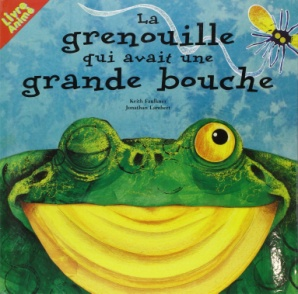 Livre
Animé
La
grenouille
qui avait une
grande bouche
Keith Faulkner
Jonathan Lambert